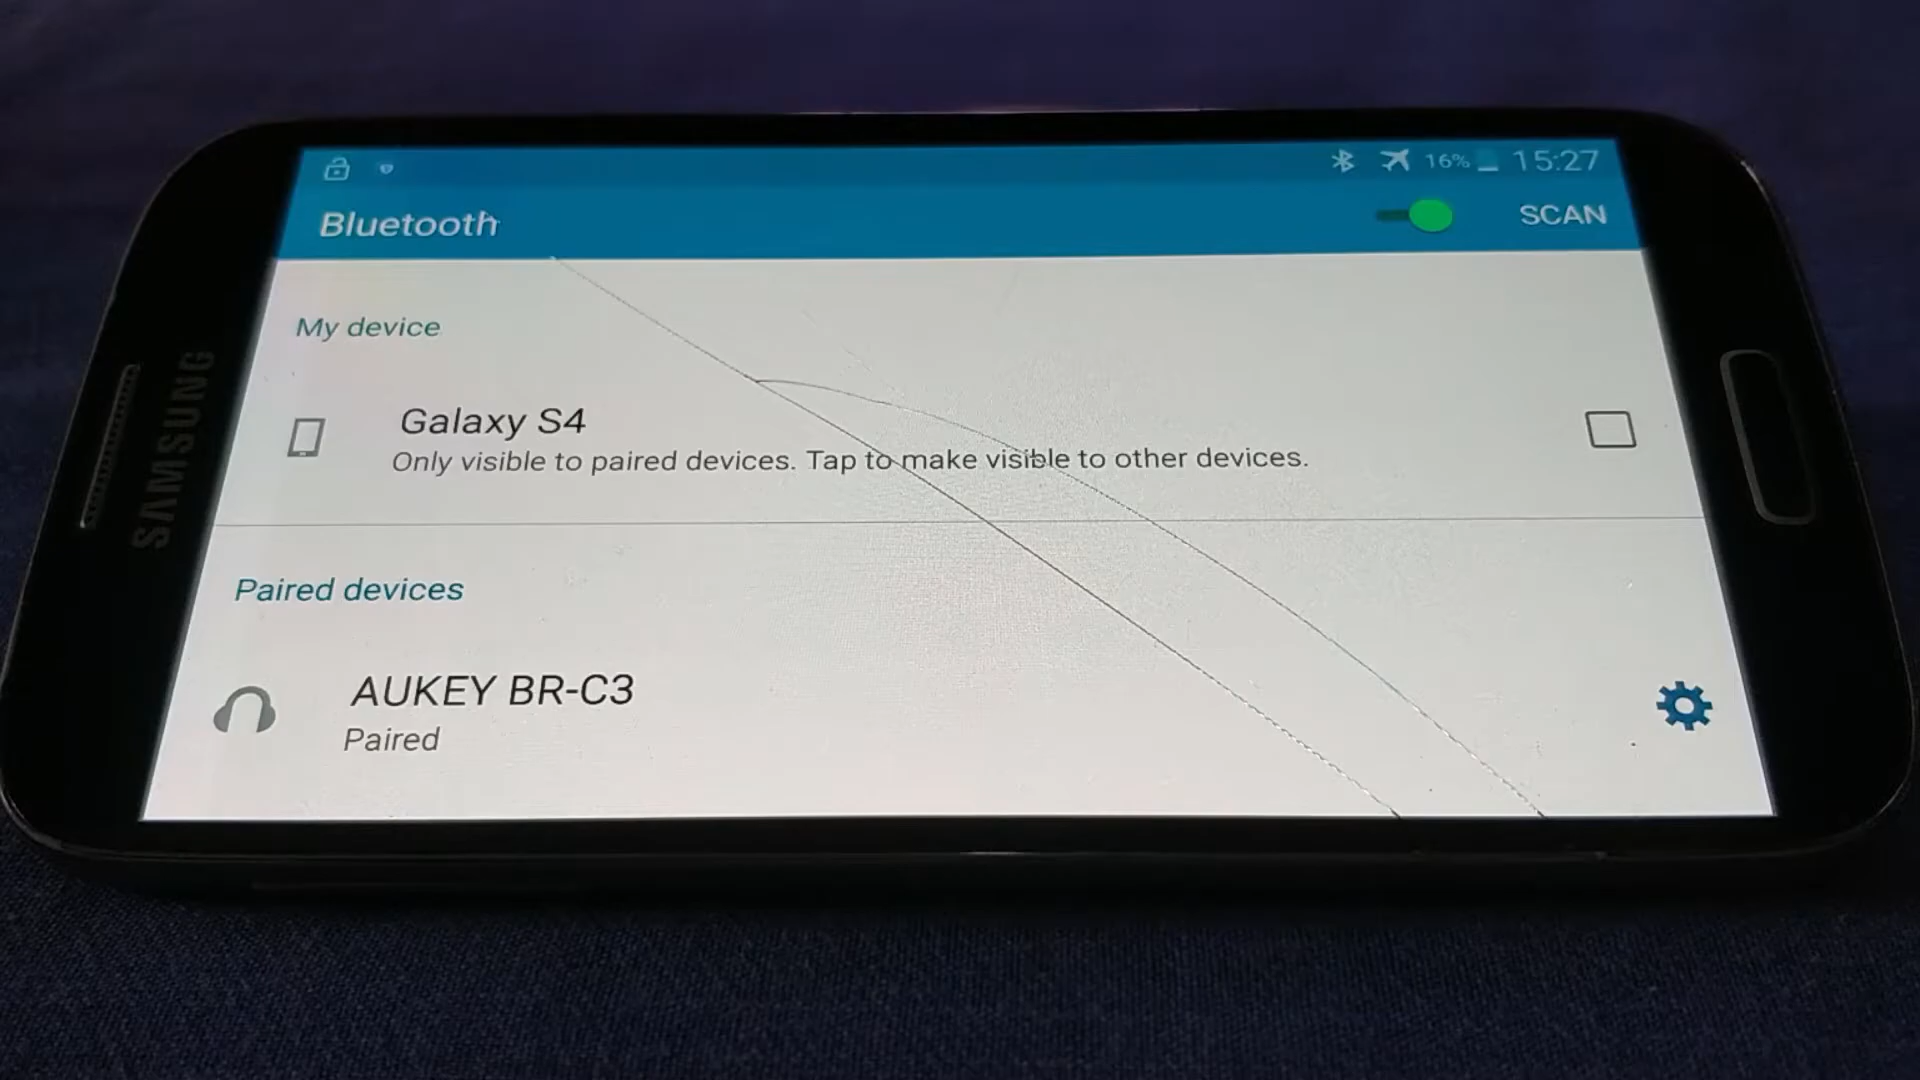 16% 15:27
Bluetooth SCAN
My device
Galaxy S4
Only visible to paired devices. Tap to make visible to other devices.
Paired devices
AUKEY BR-C3
Paired
SAMSUNG